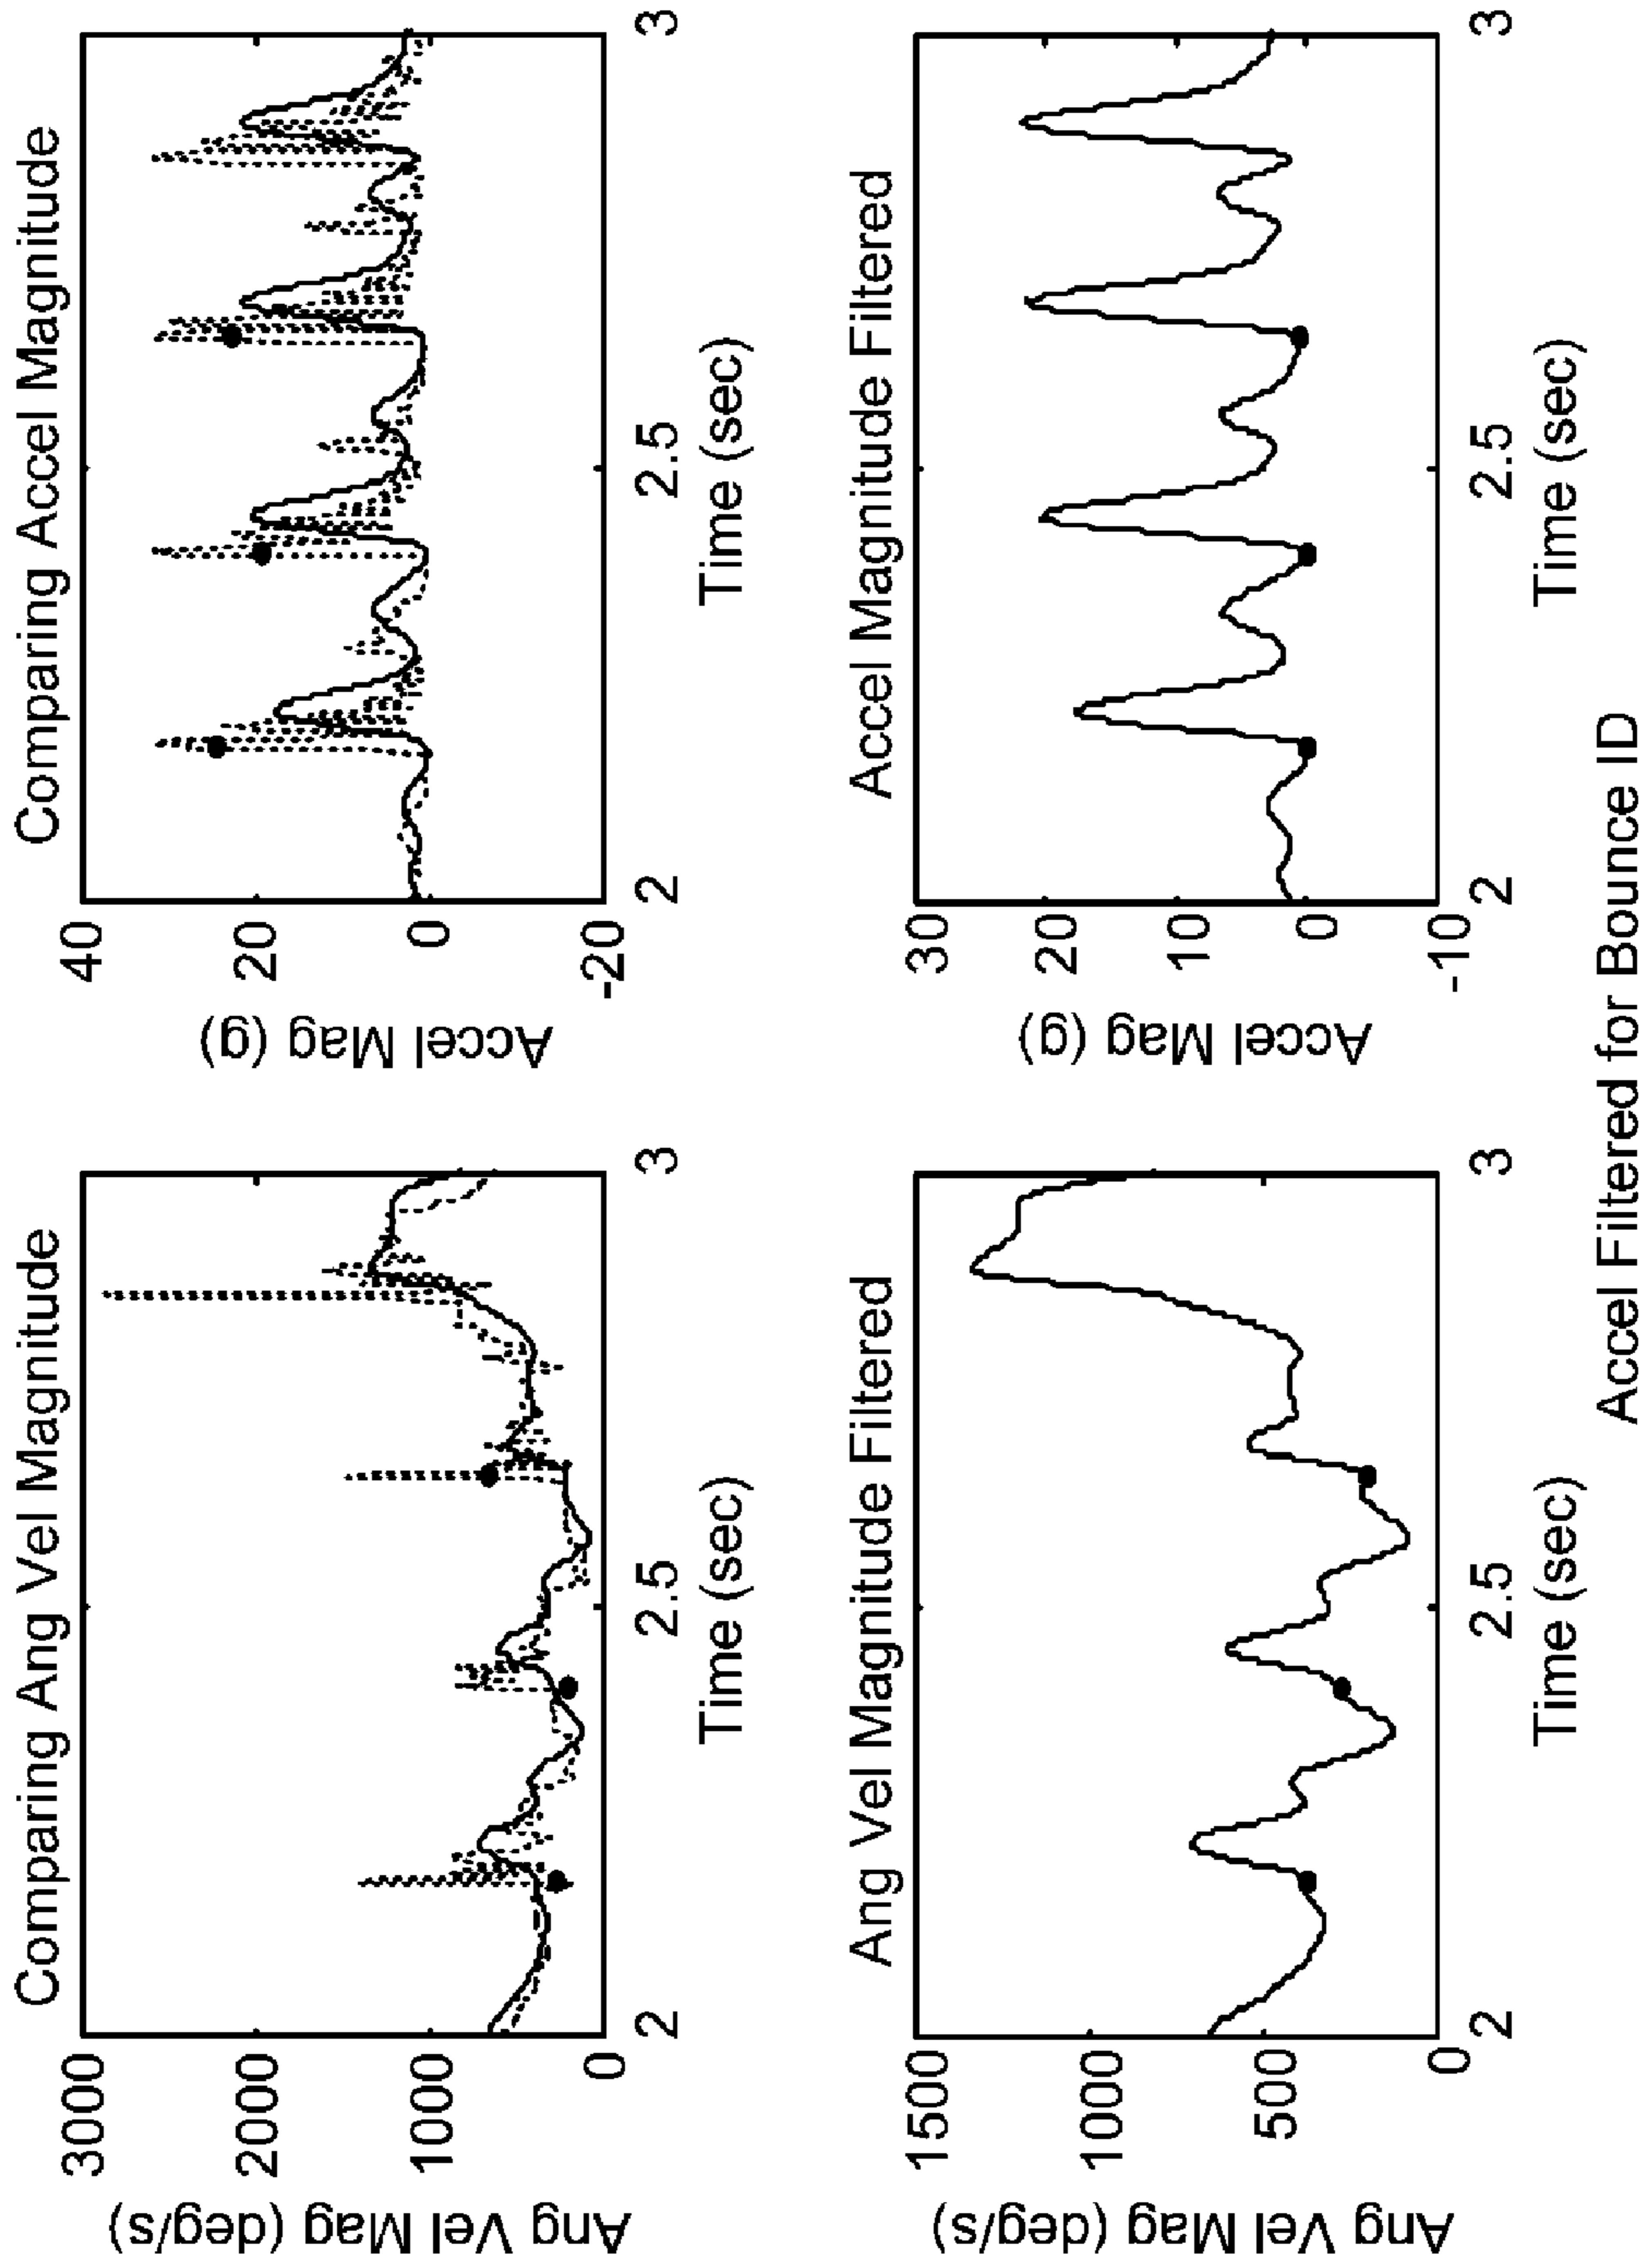 Comparing Ang Vel Magnitude
Ang Vel Mag (deg/s)
3000
2000
1000
0
2
2.5
3
Time (sec)
Comparing Accel Magnitude
Accel Mag (g)
40
20
0
-20
2
2.5
3
Time (sec)
Ang Vel Magnitude Filtered
Ang Vel Mag (deg/s)
1500
1000
500
0
2
2.5
3
Time (sec)
Accel Magnitude Filtered
Accel Mag (g)
30
20
10
0
-10
2
2.5
3
Time (sec)
Accel Filtered for Bounce ID